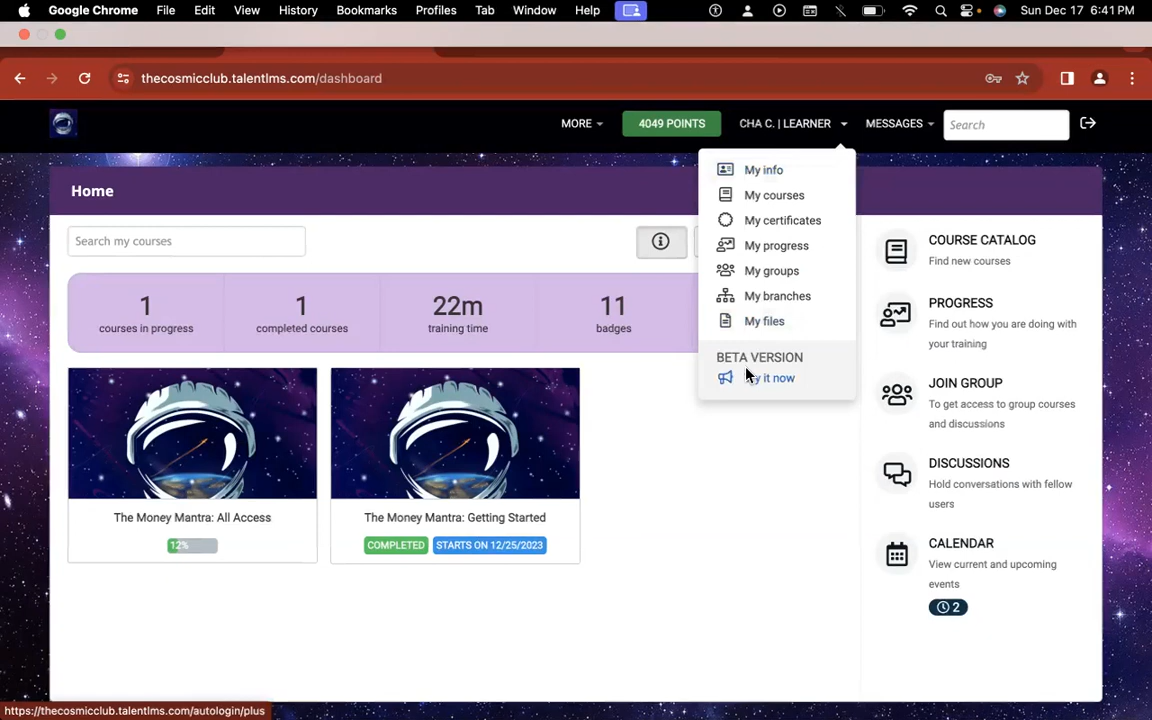 Google Chrome File Edit View History Bookmarks Profiles Tab Window Help Sun Dec 17 6:41 PM
thecosmicclub.talentlms.com/dashboard
MORE 4049 POINTS CHA C. | LEARNER MESSAGES Search
My info
My courses
My certificates
My progress
My groups
My branches
My files
BETA VERSION
it now
Home
Search my courses
1 1 22m 11
courses in progress completed courses training time badges
The Money Mantra: All Access
12%
The Money Mantra: Getting Started
COMPLETED STARTS ON 12/25/2023
COURSE CATALOG
Find new courses
PROGRESS
Find out how you are doing with
your training
JOIN GROUP
To get access to group courses
and discussions
DISCUSSIONS
Hold conversations with fellow
users
CALENDAR
View current and upcoming
events
2
https://thecosmicclub.talentlms.com/autologin/plus